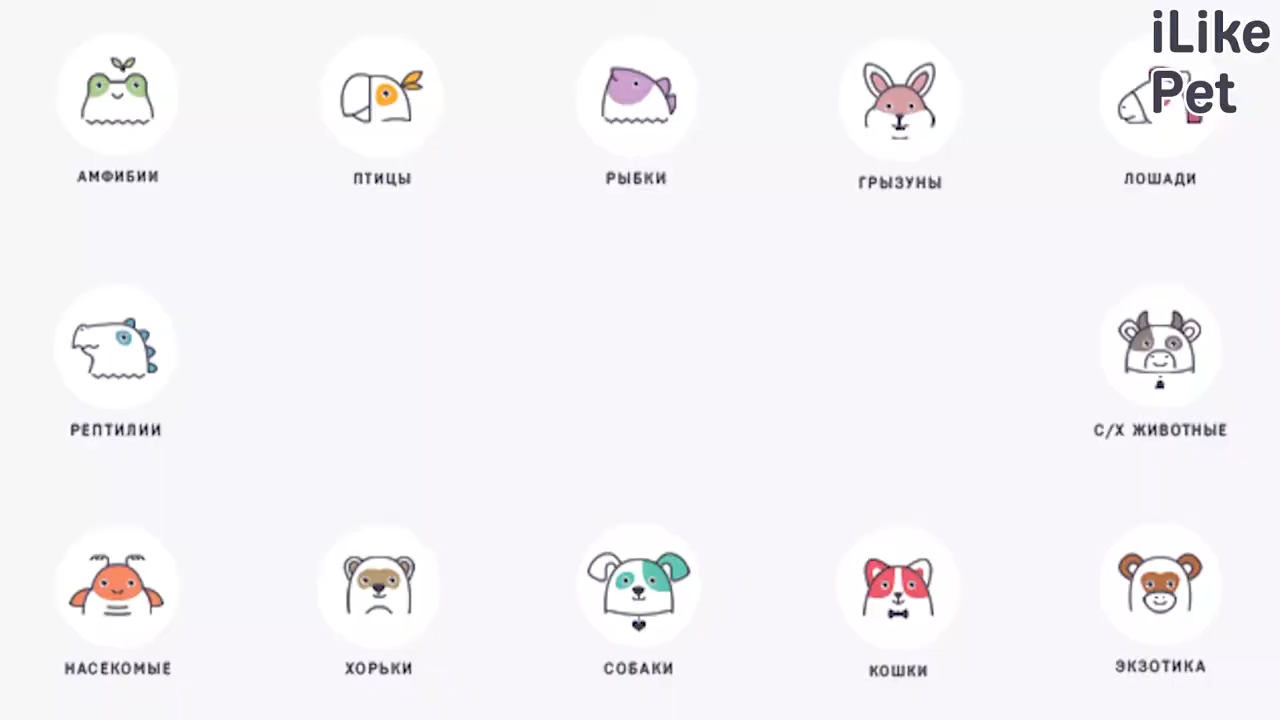 iLike
Pet
АМФИБИИ
ПТИЦЫ
РЫБКИ
ГРЫЗУНЫ
ЛОШАДИ
РЕПТИЛИИ
С/Х ЖИВОТНЫЕ
НАСЕКОМЫЕ
ХОРЬКИ
СОБАКИ
КОШКИ
ЭКЗОТИКА